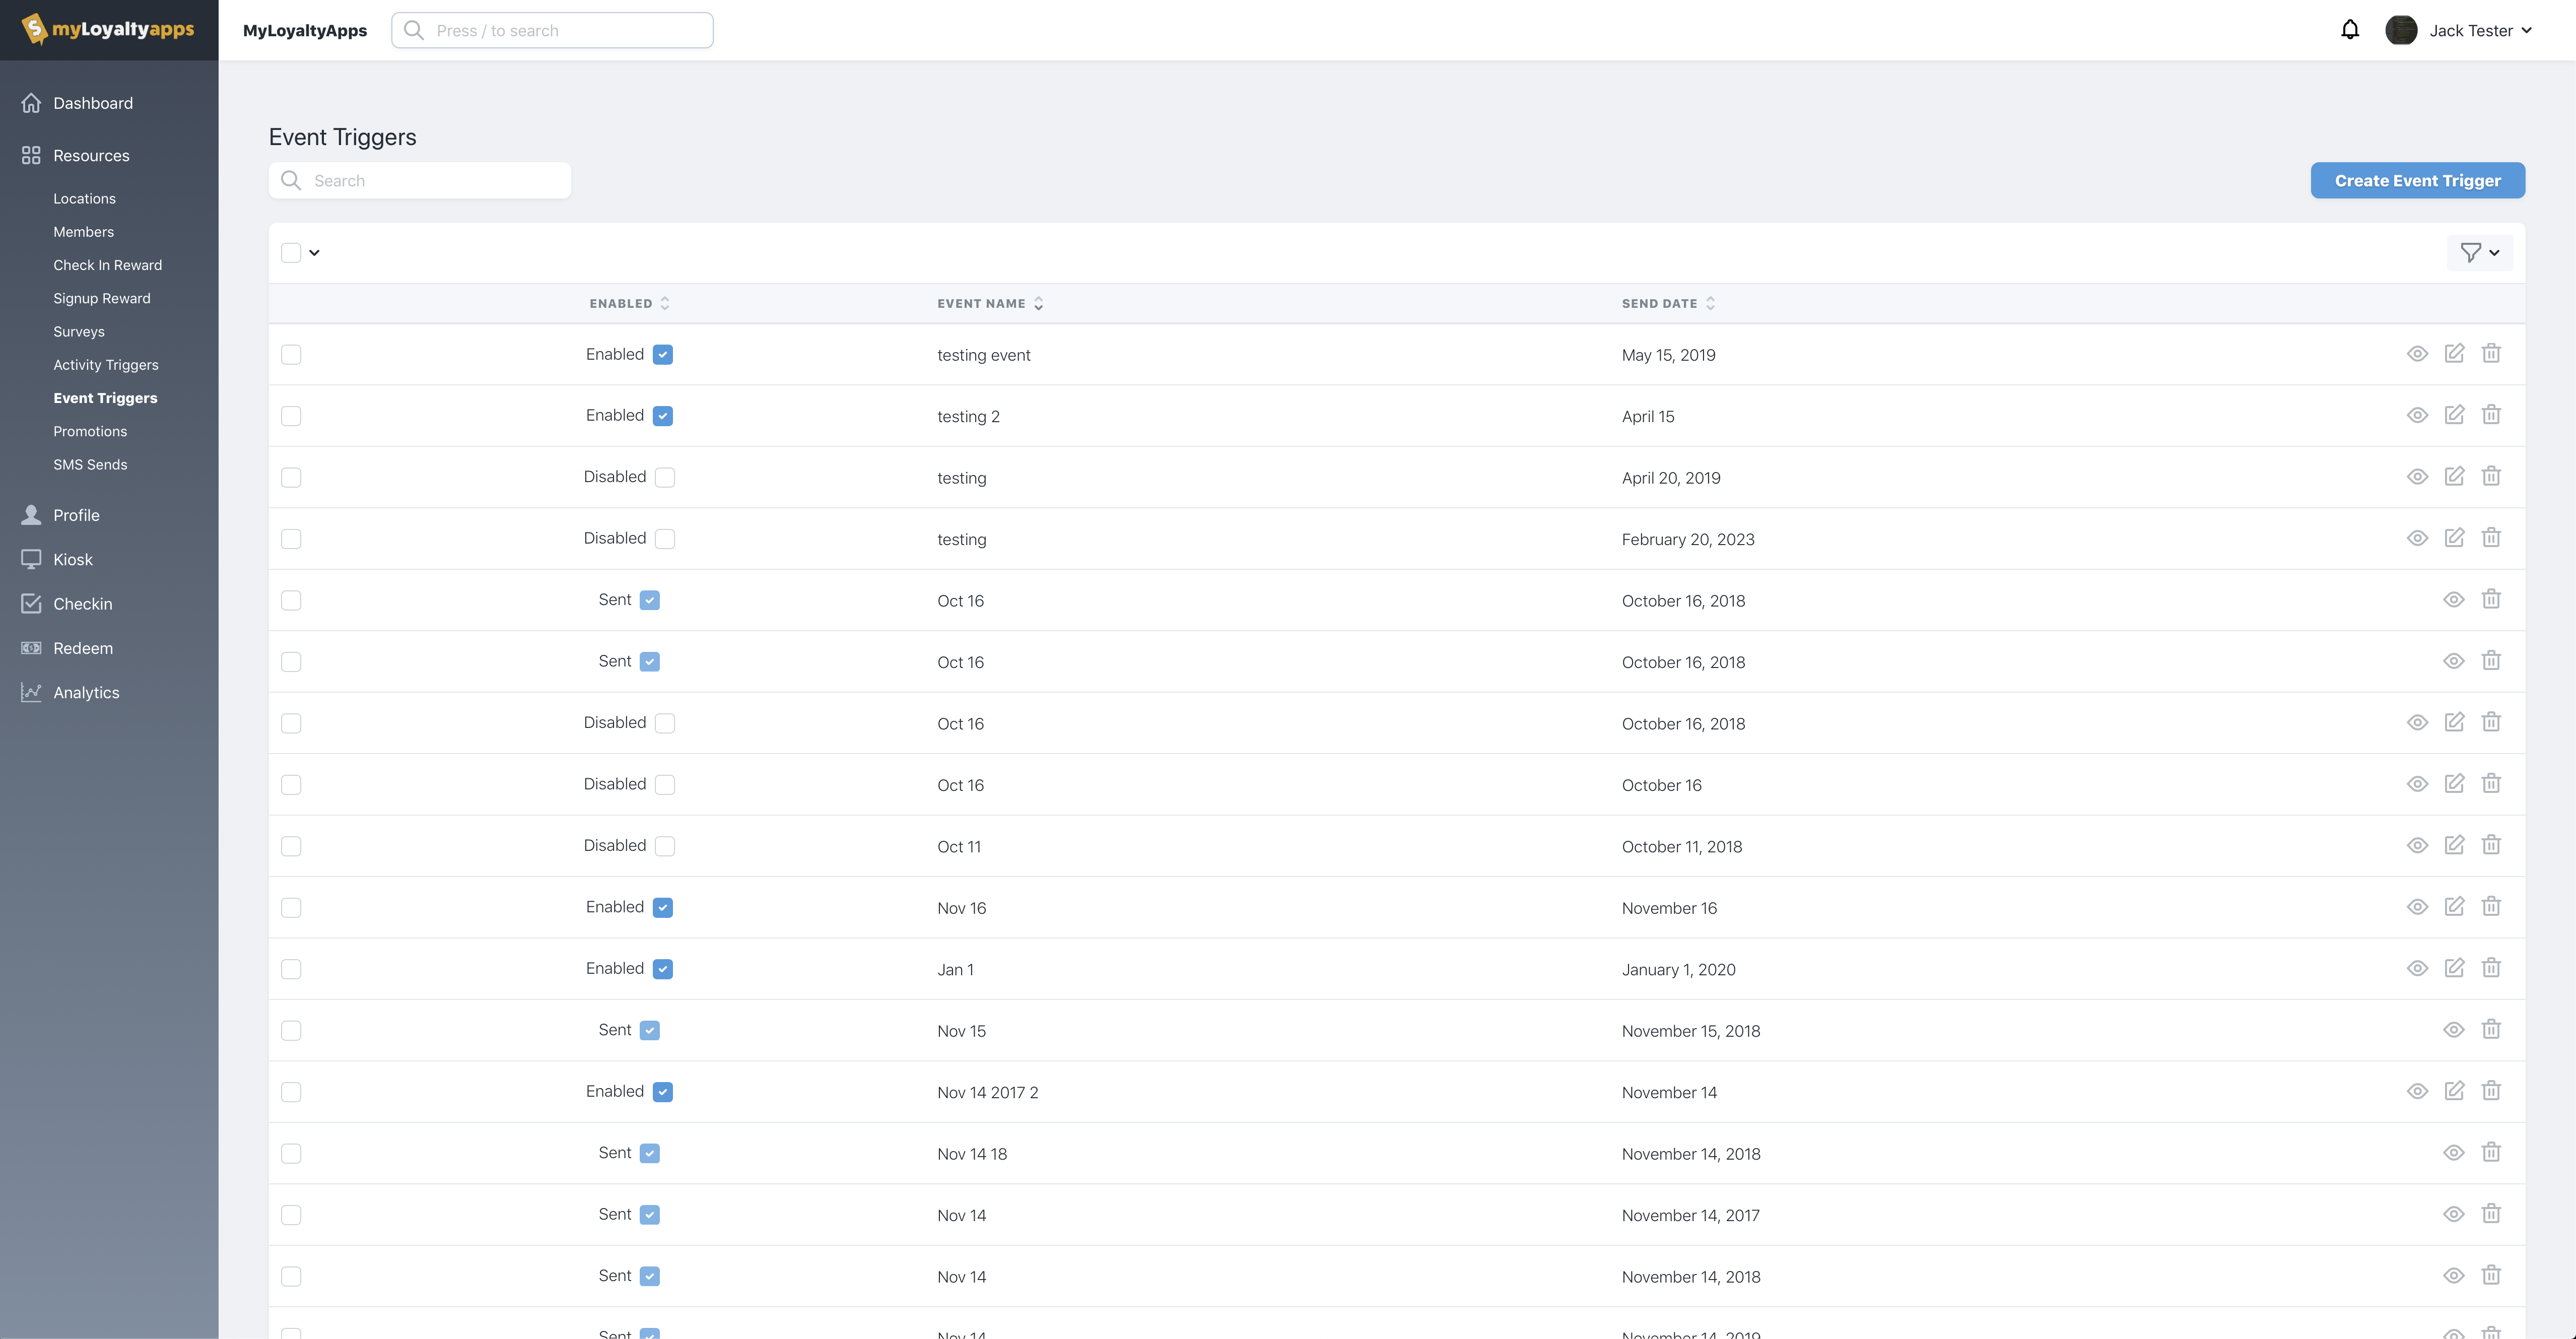 myLoyaltyapps
MyLoyaltyApps
Press / to search
Jack Tester
Dashboard
Resources
Locations
Members
Check In Reward
Signup Reward
Surveys
Activity Triggers
Event Triggers
Promotions
SMS Sends
Profile
Kiosk
Checkin
Redeem
Analytics
Event Triggers
Search
Create Event Trigger
ENABLED EVENT NAME SEND DATE
Enabled testing event May 15, 2019
Enabled testing 2 April 15
Disabled testing April 20, 2019
Disabled testing February 20, 2023
Sent Oct 16 October 16, 2018
Sent Oct 16 October 16, 2018
Disabled Oct 16 October 16, 2018
Disabled Oct 16 October 16
Disabled Oct 11 October 11, 2018
Enabled Nov 16 November 16
Enabled Jan 1 January 1, 2020
Sent Nov 15 November 15, 2018
Enabled Nov 14 2017 2 November 14
Sent Nov 14 18 November 14, 2018
Sent Nov 14 November 14, 2017
Sent Nov 14 November 14, 2018
Sent Nov 14 November 14, 2019